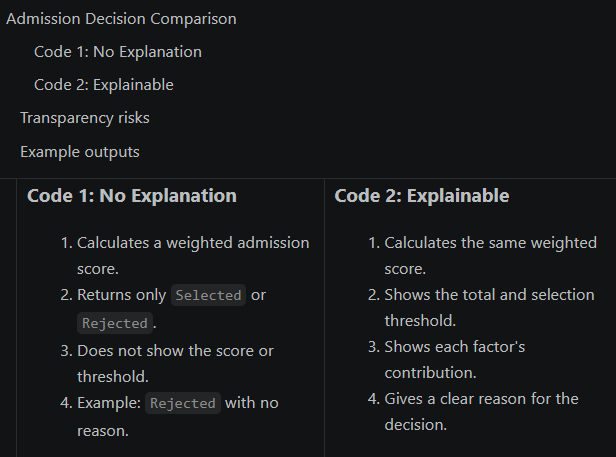 Admission Decision Comparison
Code 1: No Explanation
Code 2: Explainable
Transparency risks
Example outputs
Code 1: No Explanation
1. Calculates a weighted admission
score.
2. Returns only Selected or
Rejected.
3. Does not show the score or
threshold.
4. Example: Rejected with no
reason.
Code 2: Explainable
1. Calculates the same weighted
score.
2. Shows the total and selection
threshold.
3. Shows each factor's
contribution.
4. Gives a clear reason for the
decision.